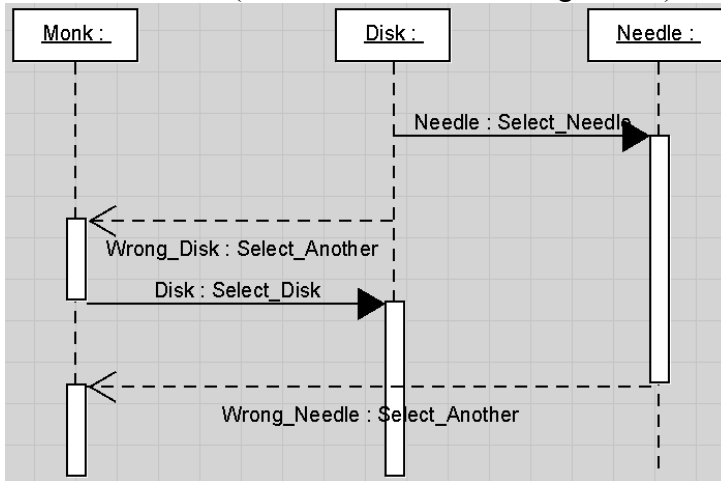 Monk :
Disk :
Needle :
Needle : Select_Needle
Wrong_Disk : Select_Another
Disk : Select_Disk
Wrong_Needle : Select_Another